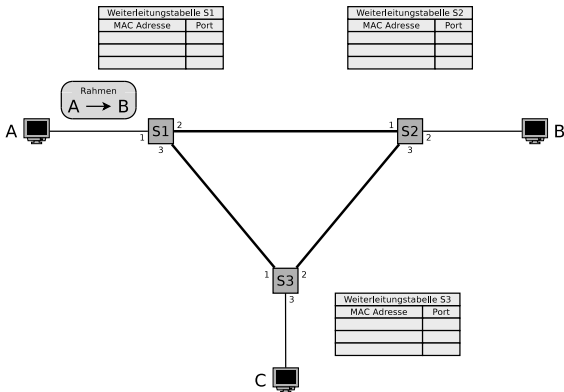 Weiterleitungstabelle S1
MAC Adresse Port
Weiterleitungstabelle S2
MAC Adresse Port
Rahmen
A B
A
1
S1
2
3
1
S2
2
3
B
1
S3
2
3
Weiterleitungstabelle S3
MAC Adresse Port
C